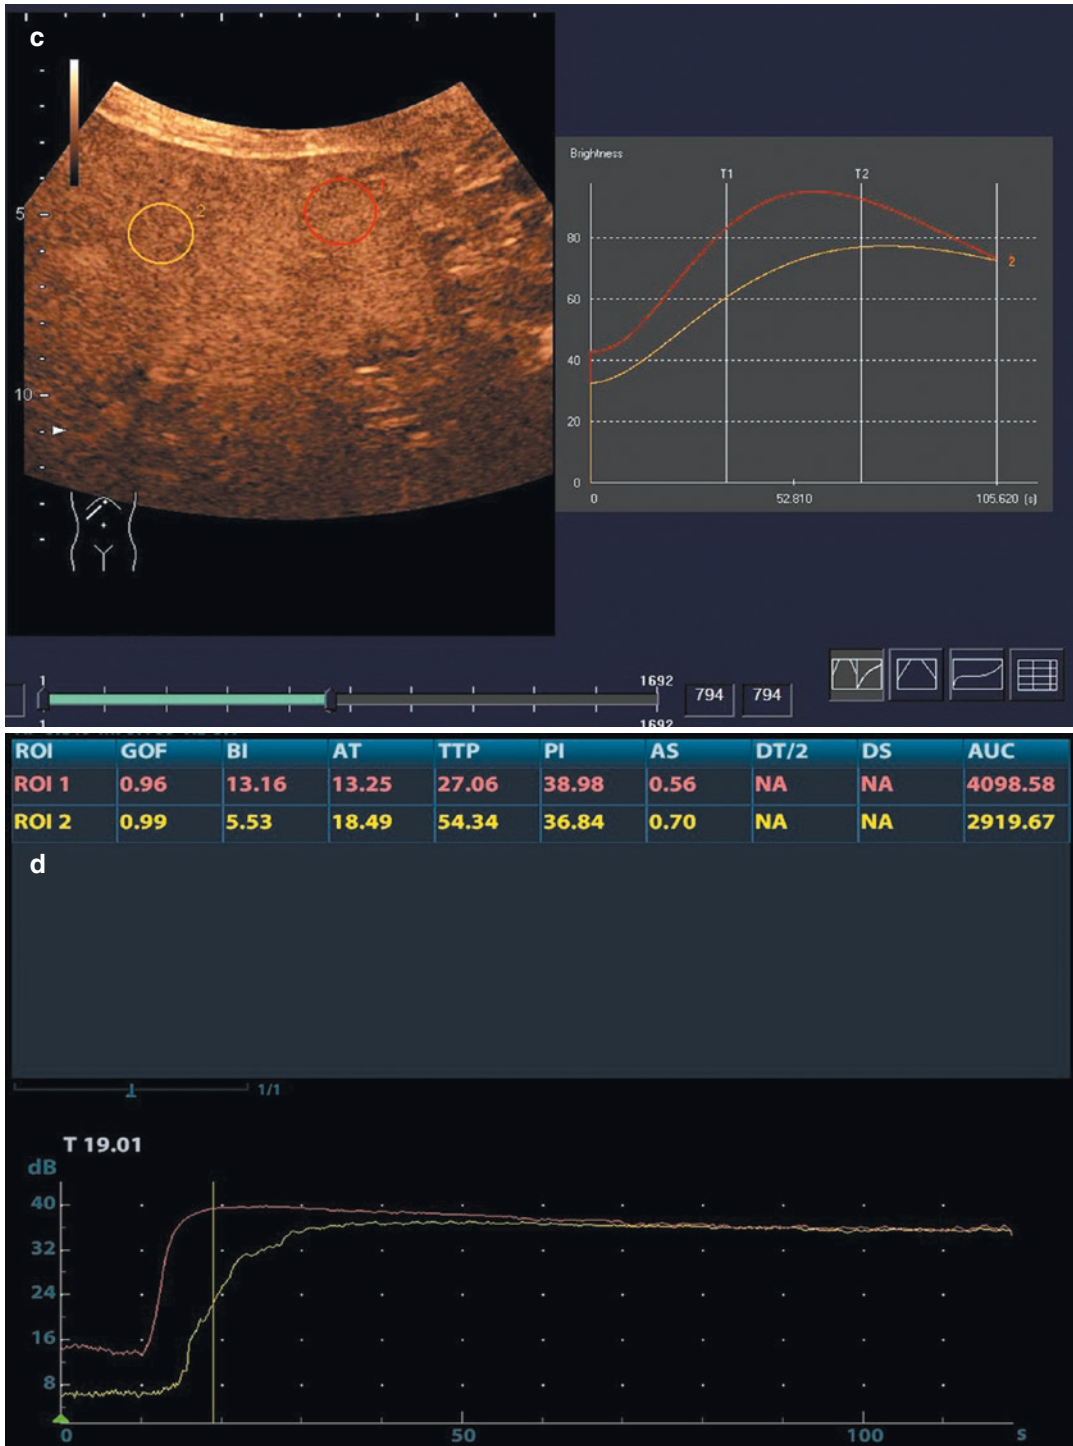 c
5
10
1
2
Brightness
T1 T2
80
60
40
20
0
2
0 52.810 105.620 (s)
1 1692
794 794
1 1692
ROI GOF BI AT TTP PI AS DT/2 DS AUC
ROI 1 0.96 13.16 13.25 27.06 38.98 0.56 NA NA 4098.58
ROI 2 0.99 5.53 18.49 54.34 36.84 0.70 NA NA 2919.67
d
1/1
T 19.01
dB
40
32
24
16
8
0 50 100 s